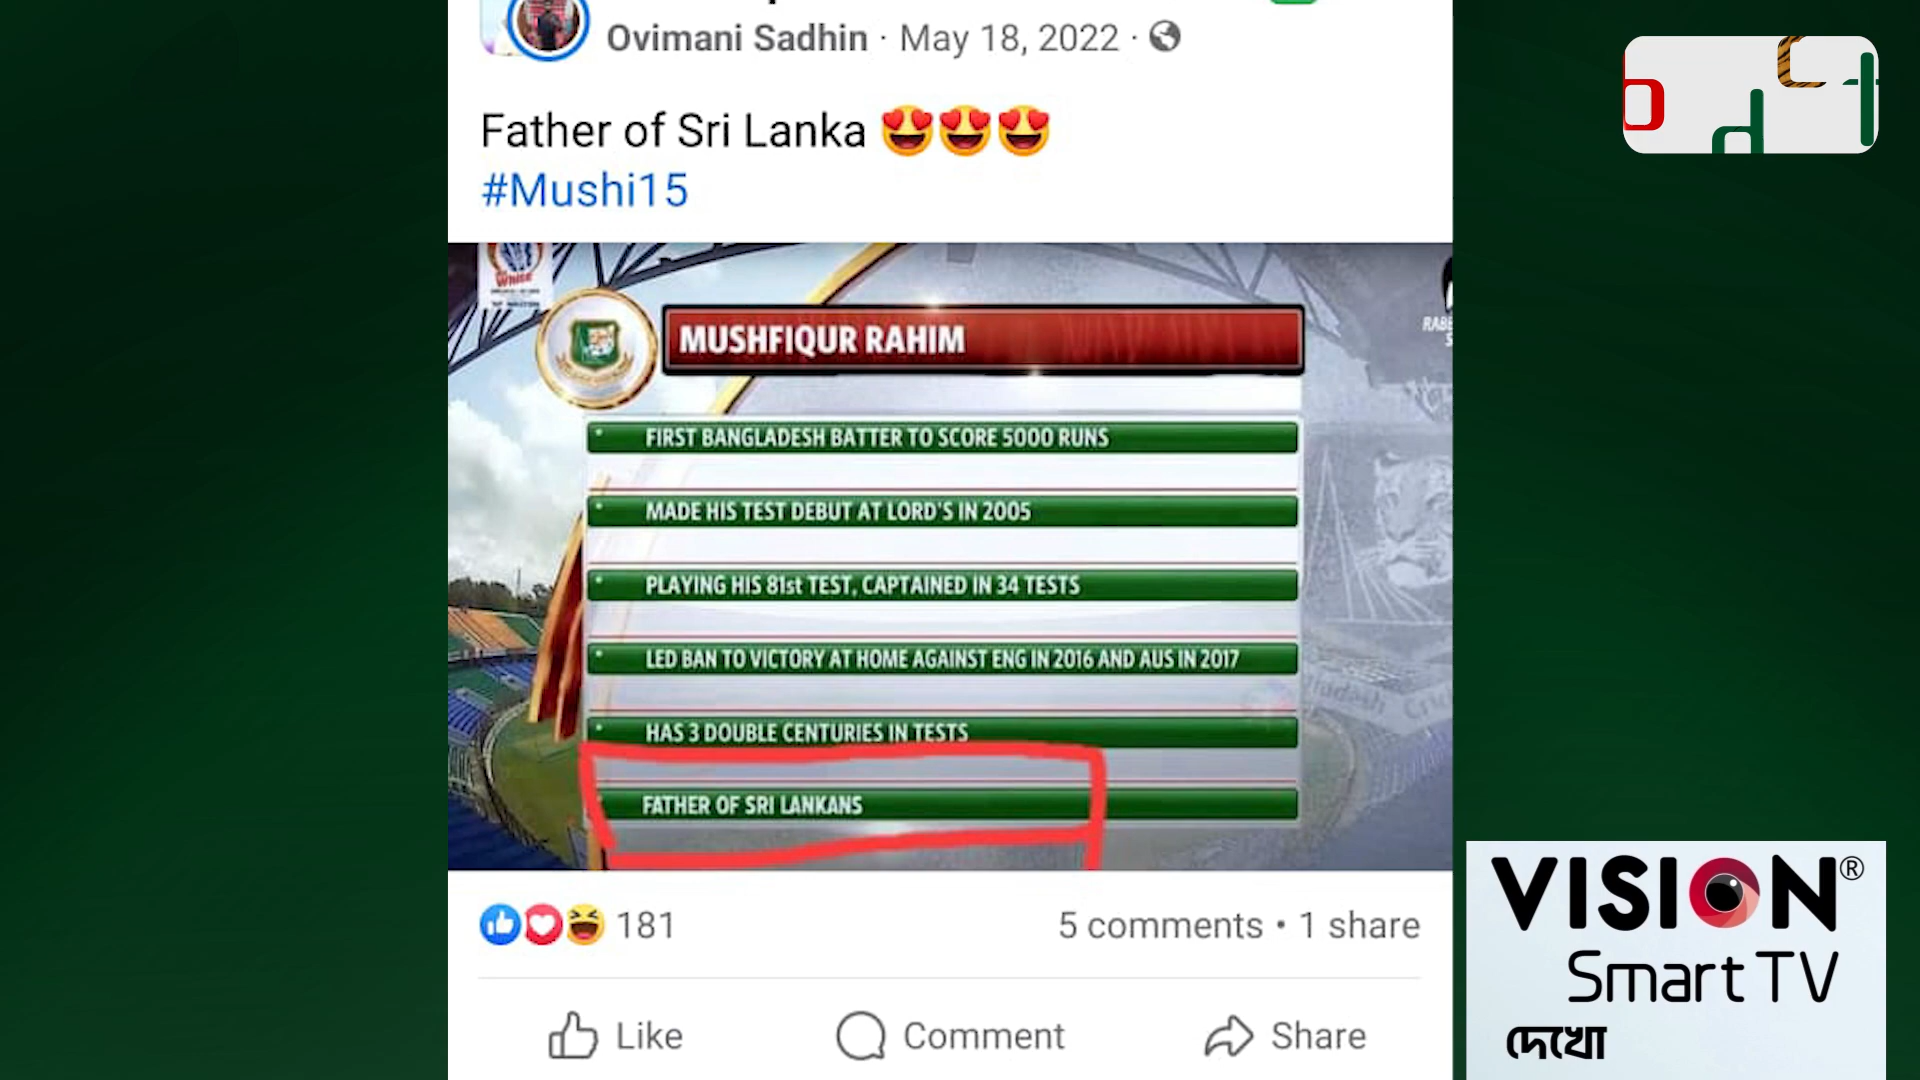 Ovimani Sadhin · May 18, 2022 ·
Father of Sri Lanka 😍😍😍
#Mushi15
MUSHFIQUR RAHIM
FIRST BANGLADESH BATTER TO SCORE 5000 RUNS
MADE HIS TEST DEBUT AT LORD'S IN 2005
PLAYING HIS 81st TEST, CAPTAINED IN 34 TESTS
LED BAN TO VICTORY AT HOME AGAINST ENG IN 2016 AND AUS IN 2017
HAS 3 DOUBLE CENTURIES IN TESTS
FATHER OF SRI LANKANS
181
5 comments • 1 share
Like
Comment
Share
VISION®
Smart TV
দেখো